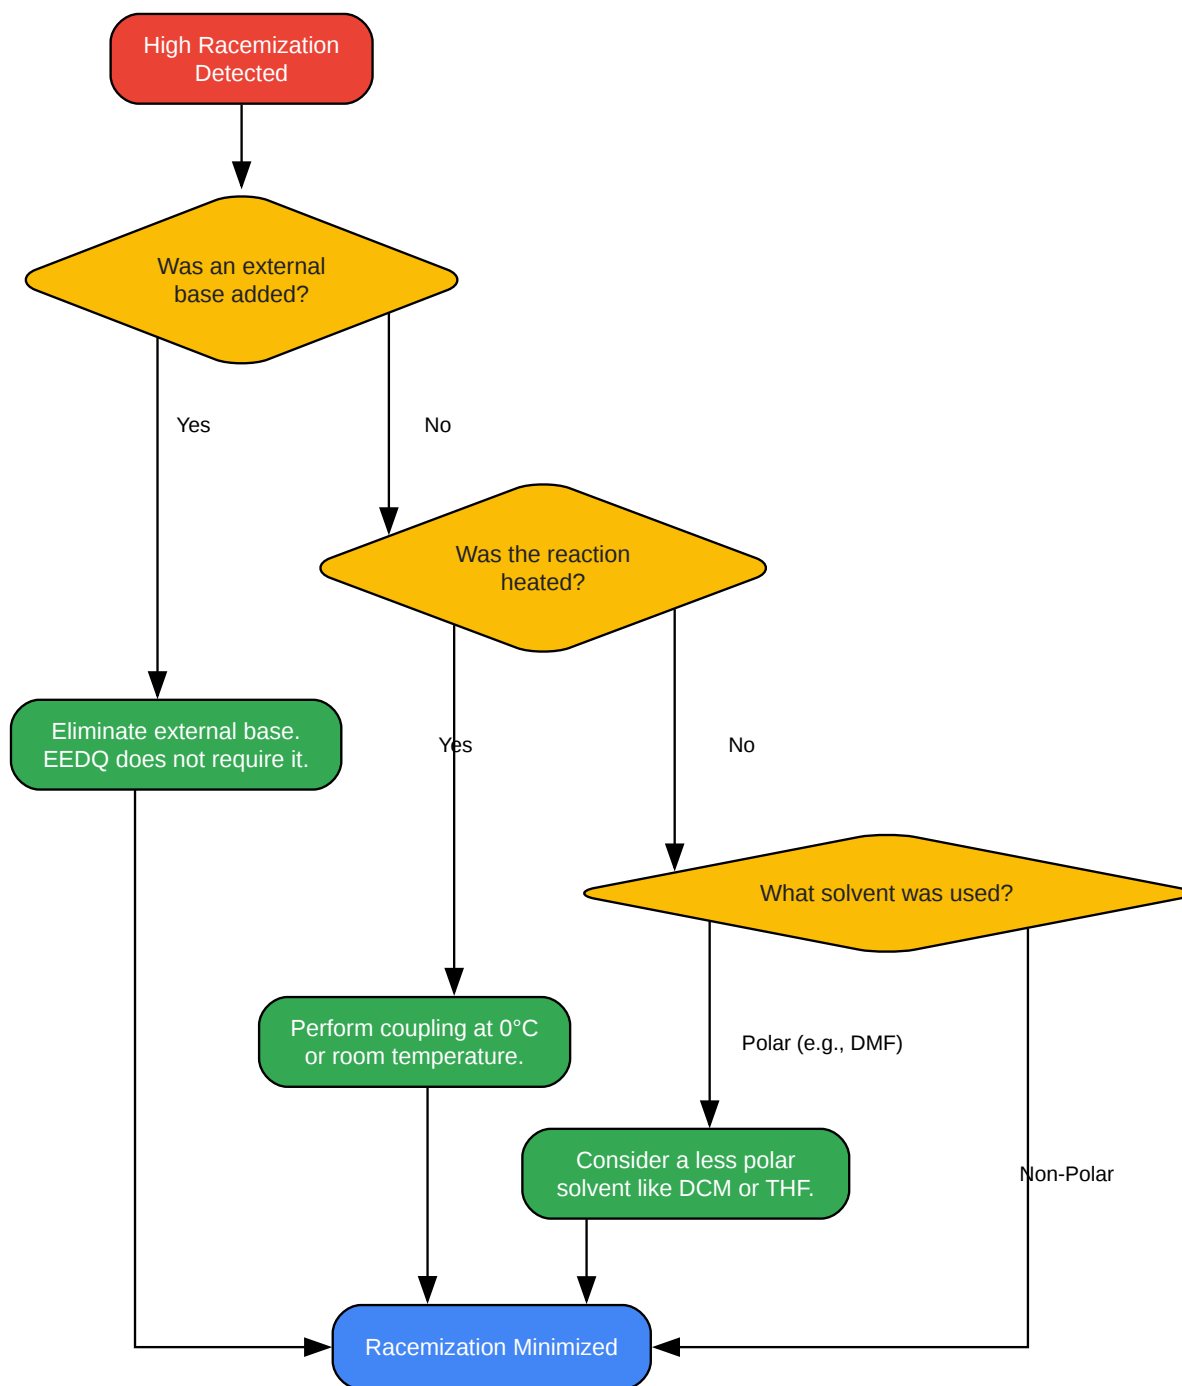 High Racemization
Detected
Was an external
base added?
Yes
No
Was the reaction
heated?
Eliminate external base.
EEDQ does not require it.
Yes
No
What solvent was used?
Perform coupling at 0°C
or room temperature.
Polar (e.g., DMF)
Consider a less polar
solvent like DCM or THF.
Non-Polar
Racemization Minimized